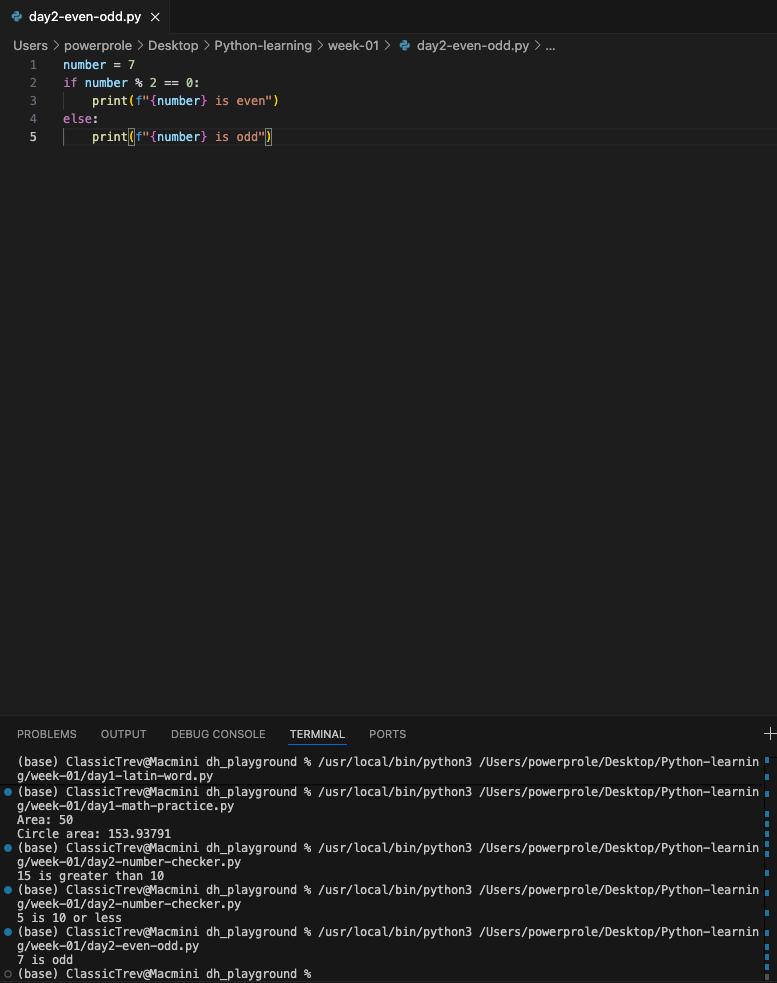 day2-even-odd.py
Users > powerprole > Desktop > Python-learning > week-01 > day2-even-odd.py > ...
1 number = 7
2 if number % 2 == 0:
3     print(f"{number} is even")
4 else:
5     print(f"{number} is odd")
PROBLEMS OUTPUT DEBUG CONSOLE TERMINAL PORTS
(base) ClassicTrev@Macmini dh_playground % /usr/local/bin/python3 /Users/powerprole/Desktop/Python-learnin
g/week-01/day1-latin-word.py
(base) ClassicTrev@Macmini dh_playground % /usr/local/bin/python3 /Users/powerprole/Desktop/Python-learnin
g/week-01/day1-math-practice.py
Area: 50
Circle area: 153.93791
(base) ClassicTrev@Macmini dh_playground % /usr/local/bin/python3 /Users/powerprole/Desktop/Python-learnin
g/week-01/day2-number-checker.py
15 is greater than 10
(base) ClassicTrev@Macmini dh_playground % /usr/local/bin/python3 /Users/powerprole/Desktop/Python-learnin
g/week-01/day2-number-checker.py
5 is 10 or less
(base) ClassicTrev@Macmini dh_playground % /usr/local/bin/python3 /Users/powerprole/Desktop/Python-learnin
g/week-01/day2-even-odd.py
7 is odd
(base) ClassicTrev@Macmini dh_playground %